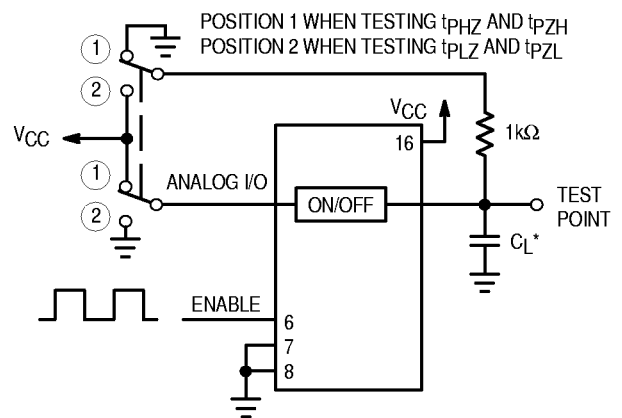 POSITION 1 WHEN TESTING tPHZ AND tPZH
POSITION 2 WHEN TESTING tPLZ AND tPZL
1
2
VCC
VCC
16
1kΩ
1
ANALOG I/O
ON/OFF
TEST
POINT
2
CL*
ENABLE
6
7
8